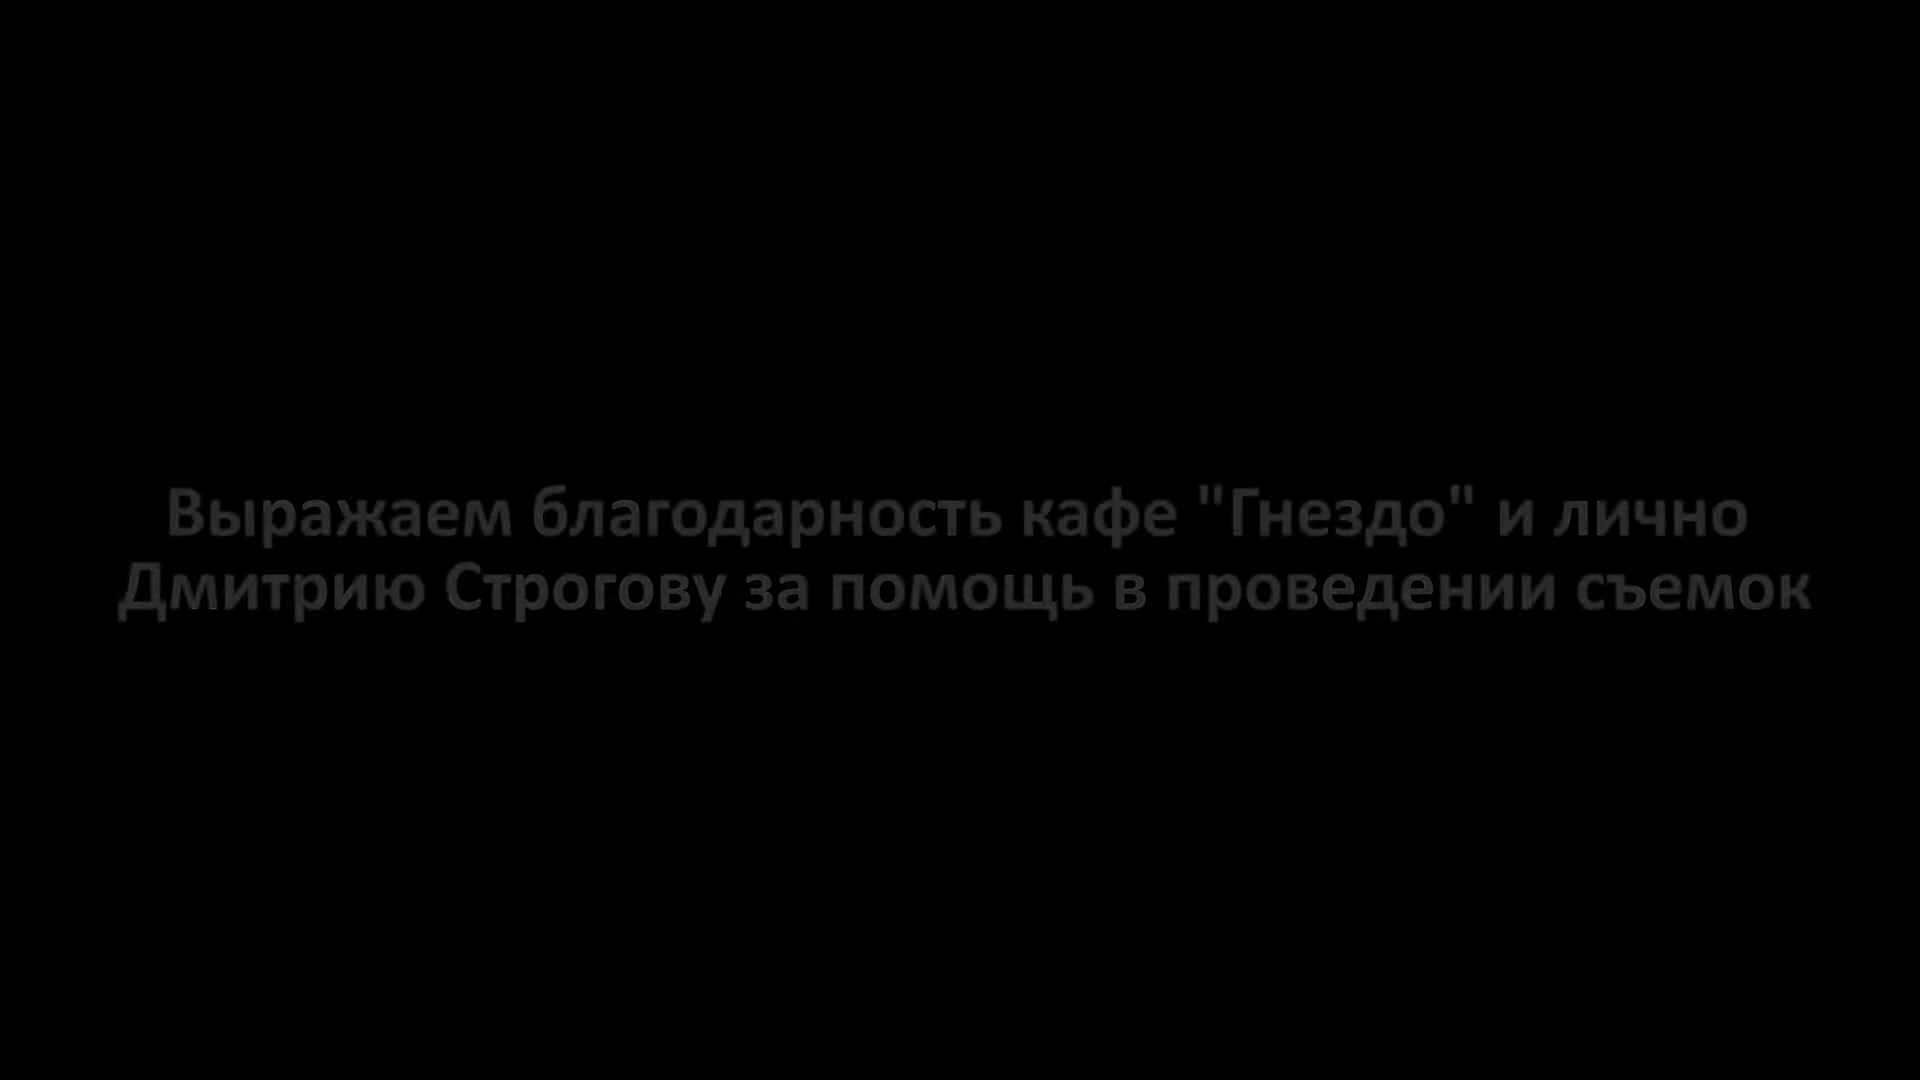 Выражаем благодарность кафе "Гнездо" и лично
Дмитрию Строгову за помощь в проведении съемок